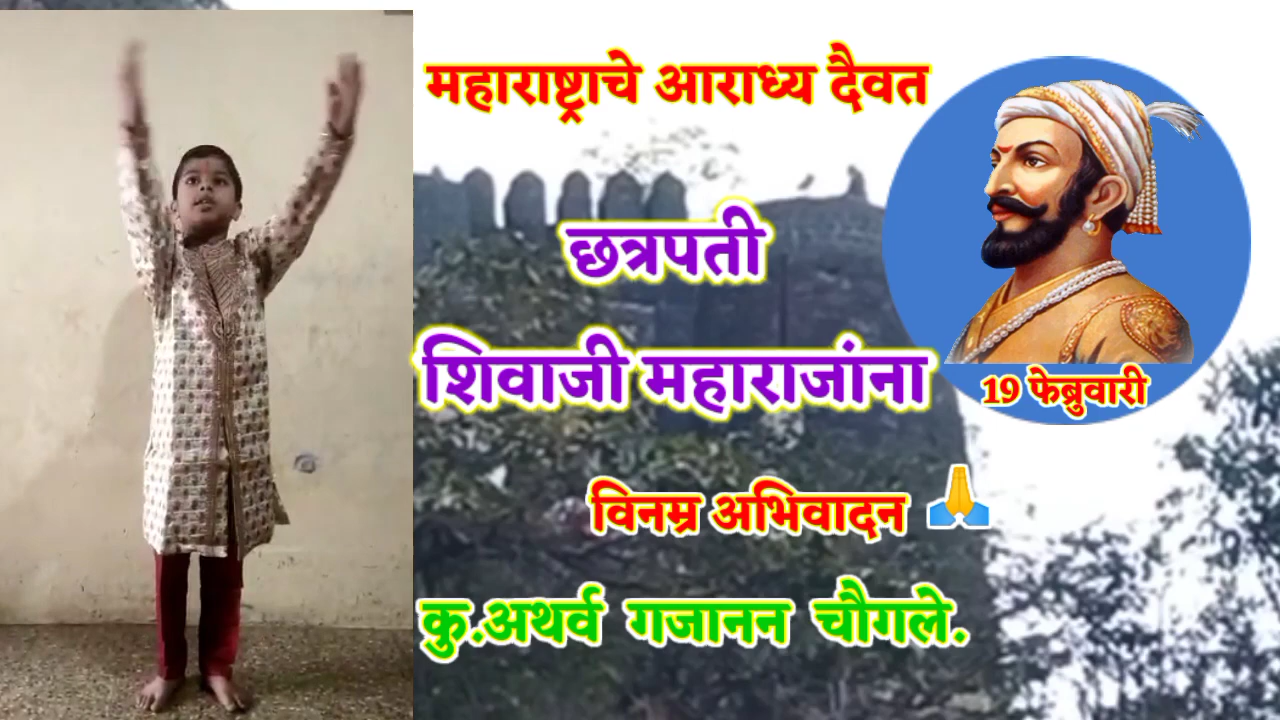 महाराष्ट्राचे आराध्य दैवत
छत्रपती
शिवाजी महाराजांना
19 फेब्रुवारी
विनम्र अभिवादन 🙏
कु.अथर्व गजानन चौगले.